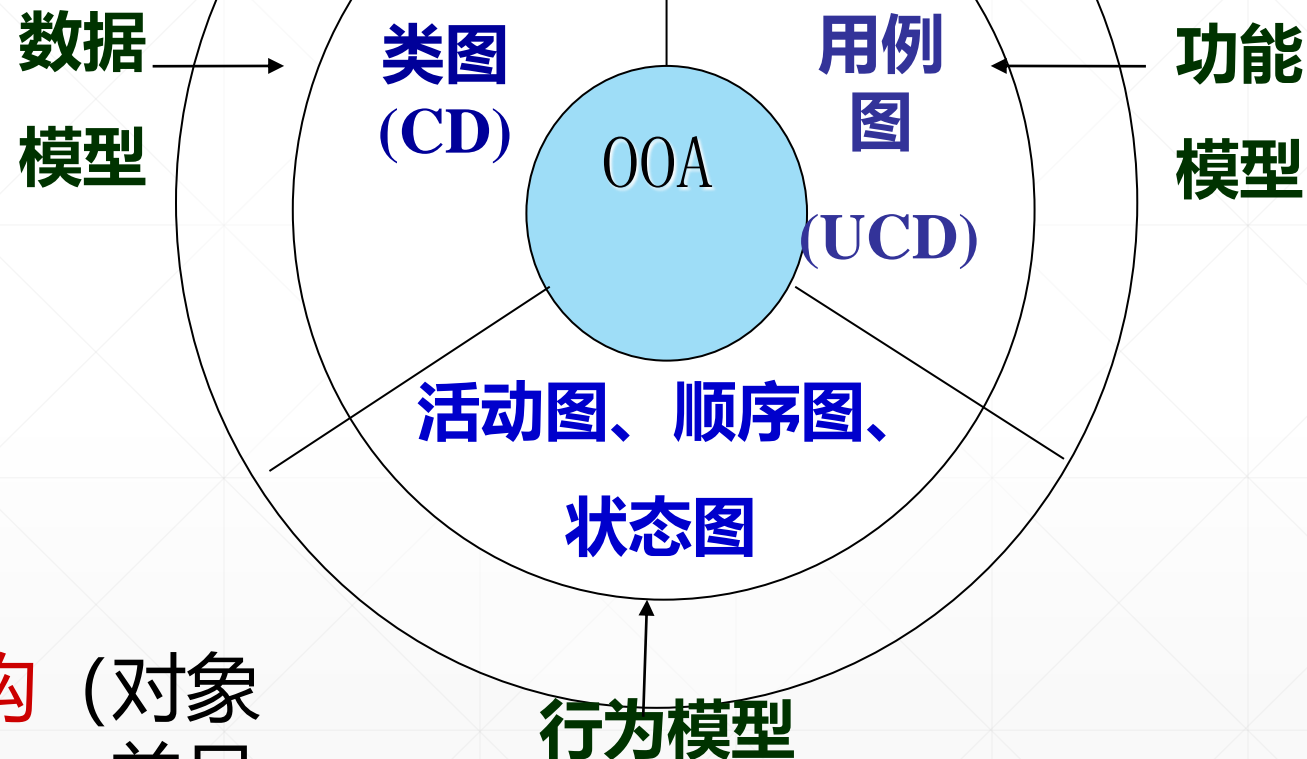 数据
模型
类图
(CD)
OOA
用例
图
(UCD)
功能
模型
活动图、顺序图、
状态图
行为模型
（对象